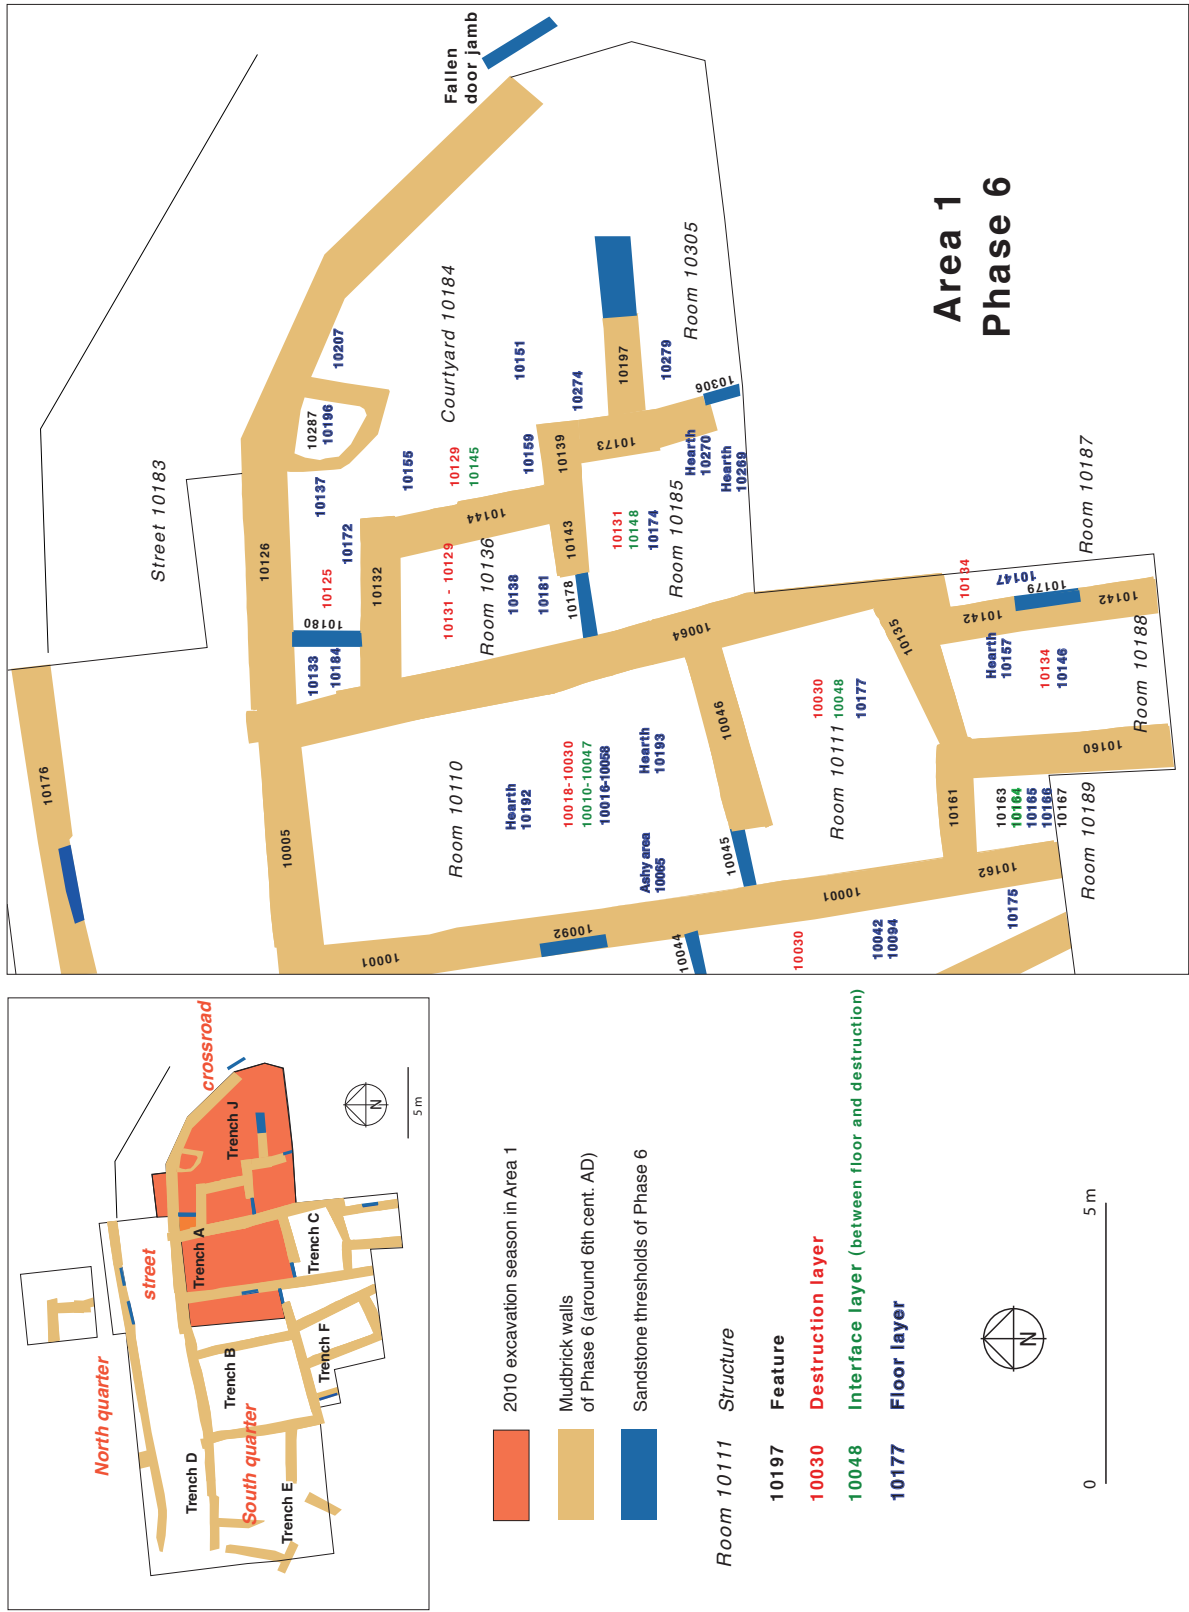 Area 1
Phase 6
Fallen
door jamb
Street 10183
Courtyard 10184
Room 10305
Room 10136
Room 10185
Room 10187
Room 10188
Room 10110
Room 10111
Room 10189
10176
10005
10126
10207
10287
10196
10137
10172
10155
10125
10180
10133
10184
10132
10144
10129
10145
10151
10274
10159
10139
10197
10279
10173
10306
Hearth
10270
Hearth
10269
10131 - 10129
10138
10181
10178
10143
10131
10148
10174
10064
10134
10147
10179
10142
10142
10135
Hearth
10157
10134
10146
10160
10046
10030
10048
10177
Hearth
10192
10018-10030
10010-10047
10016-10058
Hearth
10193
Ashy area
10065
10045
10161
10163
10164
10165
10166
10167
10162
10175
10001
10092
10044
10001
10030
10042
10094
North quarter
street
crossroad
South quarter
Trench A
Trench B
Trench C
Trench D
Trench E
Trench F
Trench J
N
5 m
2010 excavation season in Area 1
Mudbrick walls
of Phase 6 (around 6th cent. AD)
Sandstone thresholds of Phase 6
Room 10111 Structure
10197 Feature
10030 Destruction layer
10048 Interface layer (between floor and destruction)
10177 Floor layer
N
0 5 m